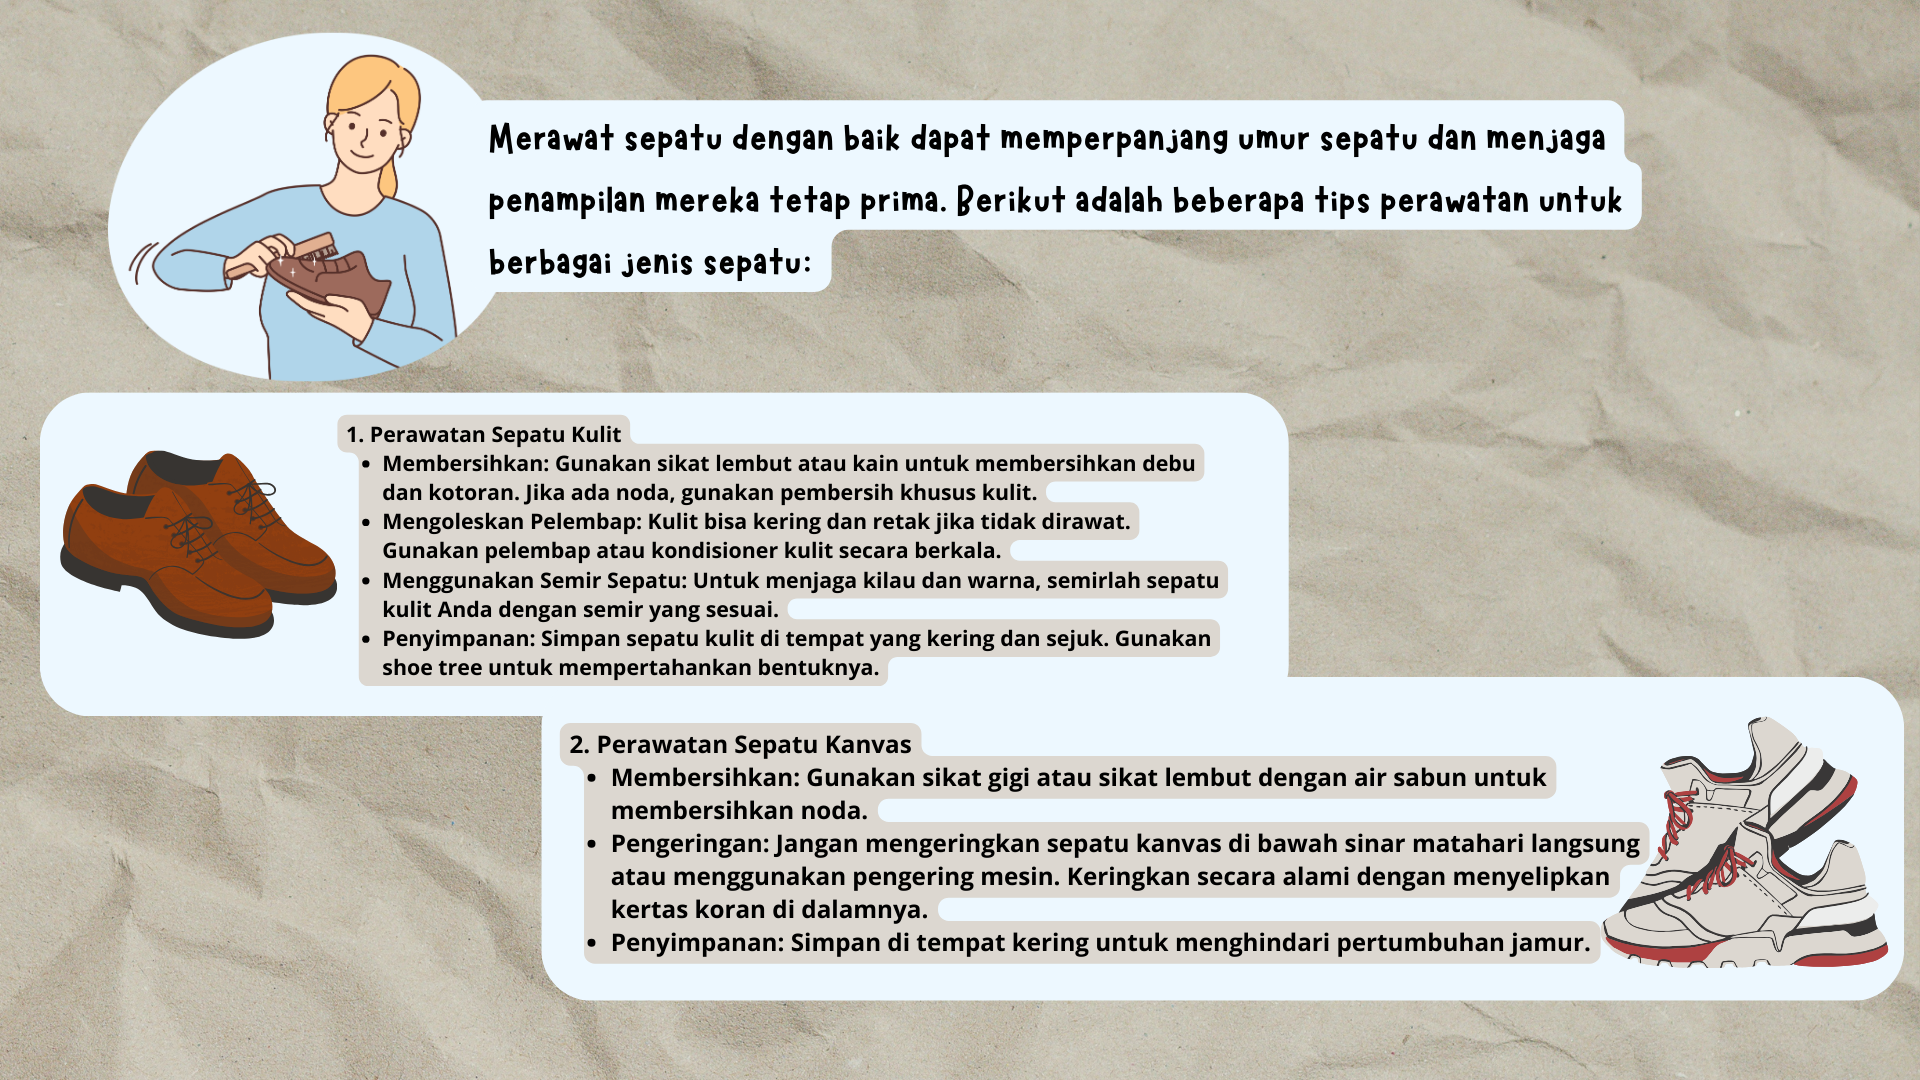 Merawat sepatu dengan baik dapat memperpanjang umur sepatu dan menjaga
penampilan mereka tetap prima. Berikut adalah beberapa tips perawatan untuk
berbagai jenis sepatu:
1. Perawatan Sepatu Kulit
• Membersihkan: Gunakan sikat lembut atau kain untuk membersihkan debu
dan kotoran. Jika ada noda, gunakan pembersih khusus kulit.
• Mengoleskan Pelembap: Kulit bisa kering dan retak jika tidak dirawat.
Gunakan pelembap atau kondisioner kulit secara berkala.
• Menggunakan Semir Sepatu: Untuk menjaga kilau dan warna, semirlah sepatu
kulit Anda dengan semir yang sesuai.
• Penyimpanan: Simpan sepatu kulit di tempat yang kering dan sejuk. Gunakan
shoe tree untuk mempertahankan bentuknya.
2. Perawatan Sepatu Kanvas
• Membersihkan: Gunakan sikat gigi atau sikat lembut dengan air sabun untuk
membersihkan noda.
• Pengeringan: Jangan mengeringkan sepatu kanvas di bawah sinar matahari langsung
atau menggunakan pengering mesin. Keringkan secara alami dengan menyelipkan
kertas koran di dalamnya.
• Penyimpanan: Simpan di tempat kering untuk menghindari pertumbuhan jamur.